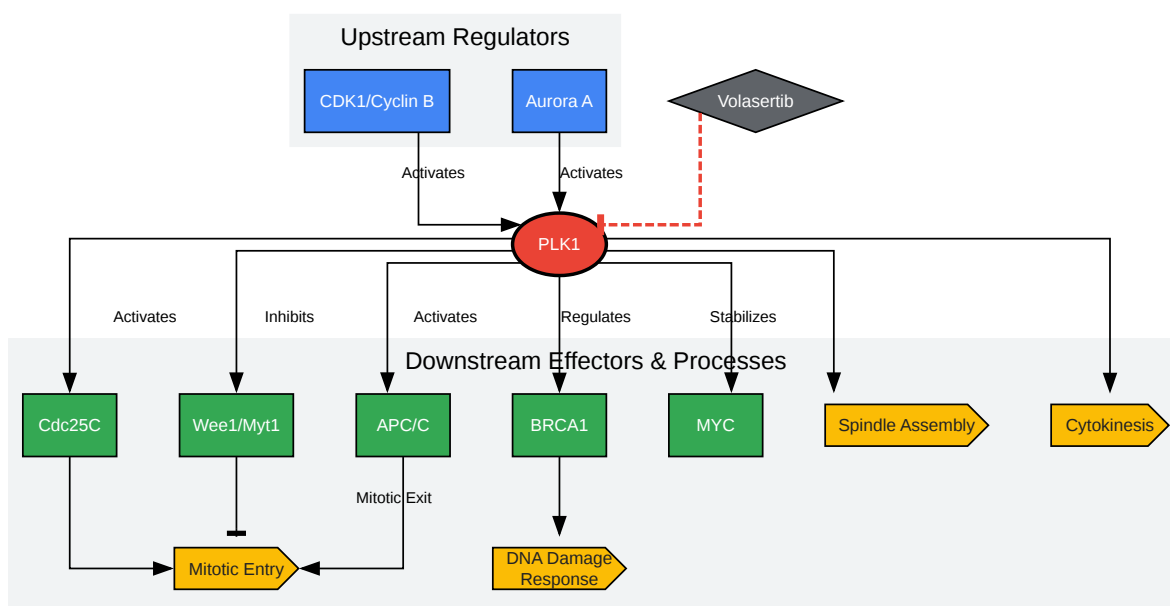 Upstream Regulators
CDK1/Cyclin B
Aurora A
Volasertib
Activates
Activates
PLK1
Activates
Inhibits
Activates
Regulates
Stabilizes
Downstream Effectors & Processes
Cdc25C
Wee1/Myt1
APC/C
BRCA1
MYC
Spindle Assembly
Cytokinesis
Mitotic Exit
Mitotic Entry
DNA Damage
Response